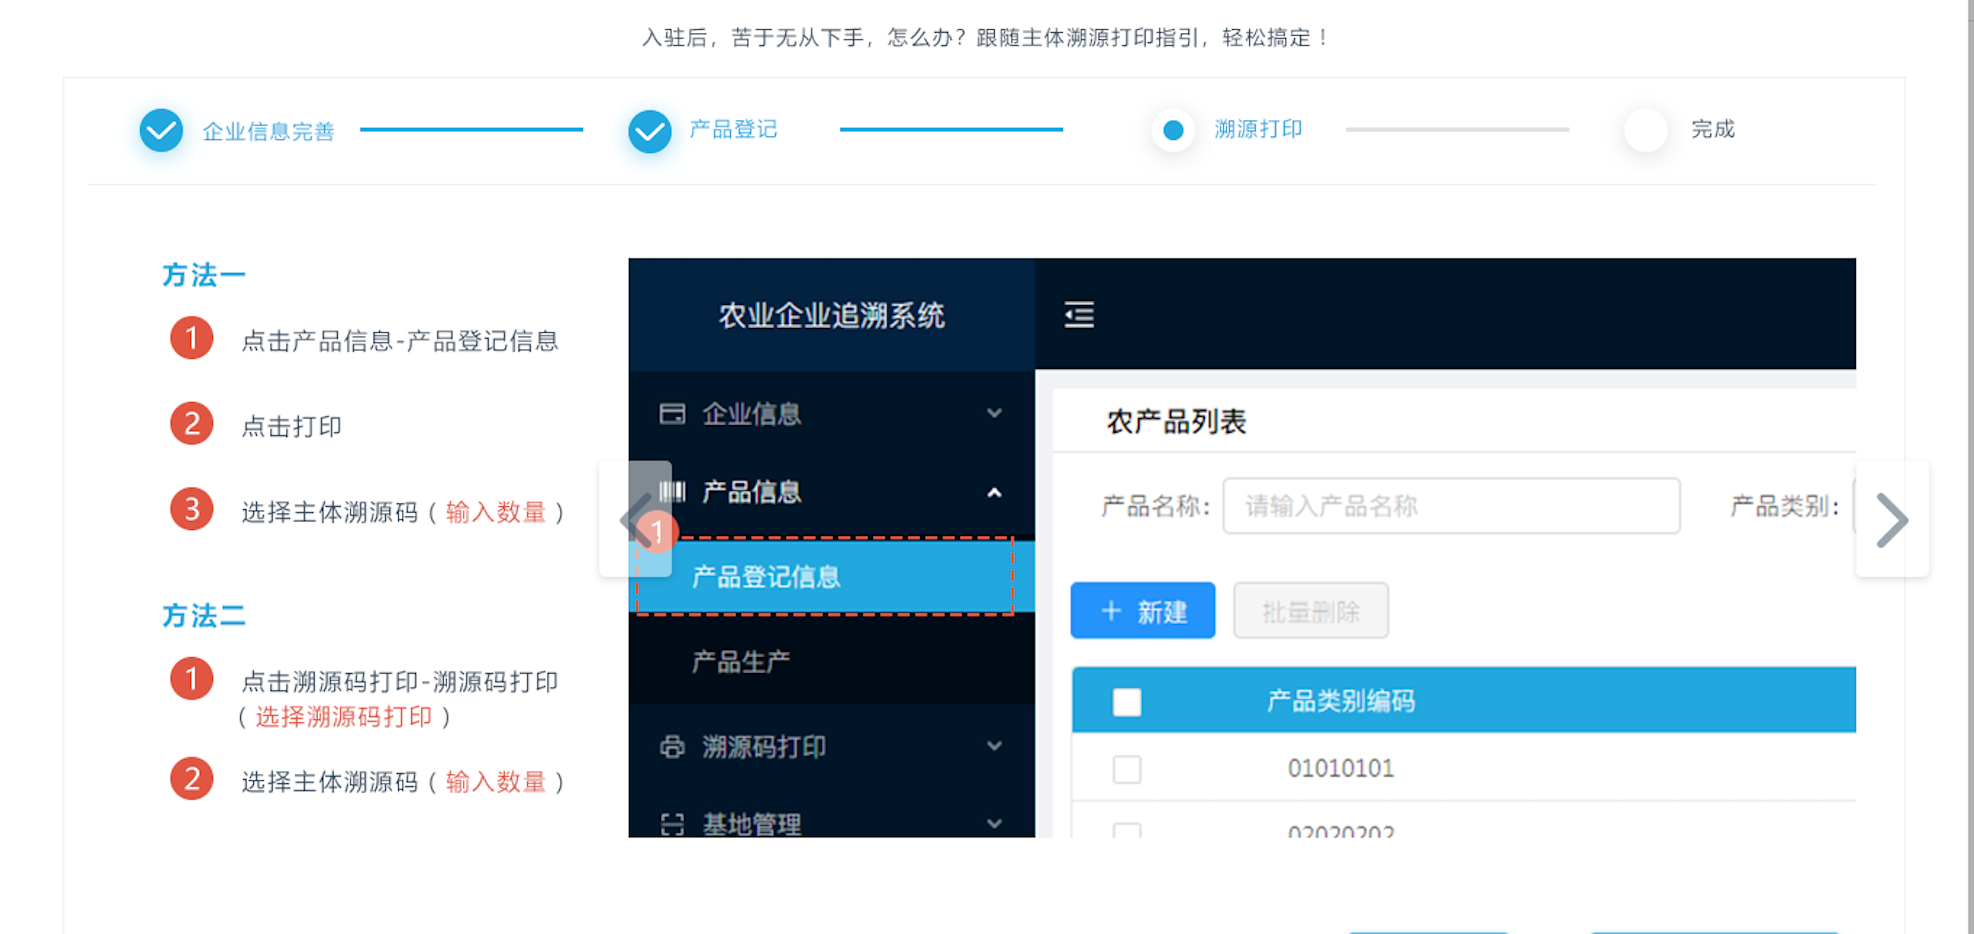 入驻后，苦于无从下手，怎么办？跟随主体溯源打印指引，轻松搞定！
企业信息完善
产品登记
溯源打印
完成
方法一
1 点击产品信息-产品登记信息
2 点击打印
3 选择主体溯源码（输入数量）
方法二
1 点击溯源码打印-溯源码打印
（选择溯源码打印）
2 选择主体溯源码（输入数量）
农业企业追溯系统
企业信息
产品信息
1
产品登记信息
产品生产
溯源码打印
基地管理
农产品列表
产品名称： 请输入产品名称 产品类别：
+ 新建 批量删除
产品类别编码
01010101
02020202